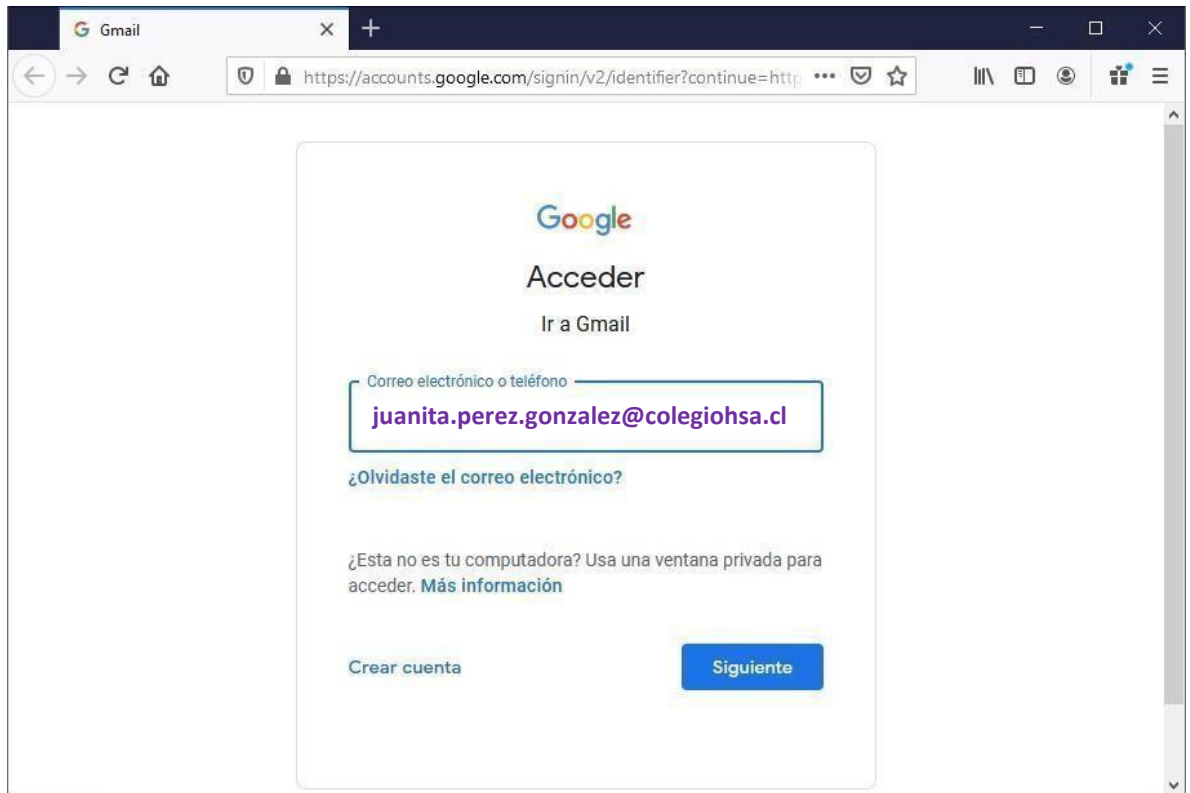 Gmail
https://accounts.google.com/signin/v2/identifier?continue=http
Google
Acceder
Ir a Gmail
Correo electrónico o teléfono
juanita.perez.gonzalez@colegiohsa.cl
¿Olvidaste el correo electrónico?
¿Esta no es tu computadora? Usa una ventana privada para
acceder. Más información
Crear cuenta
Siguiente